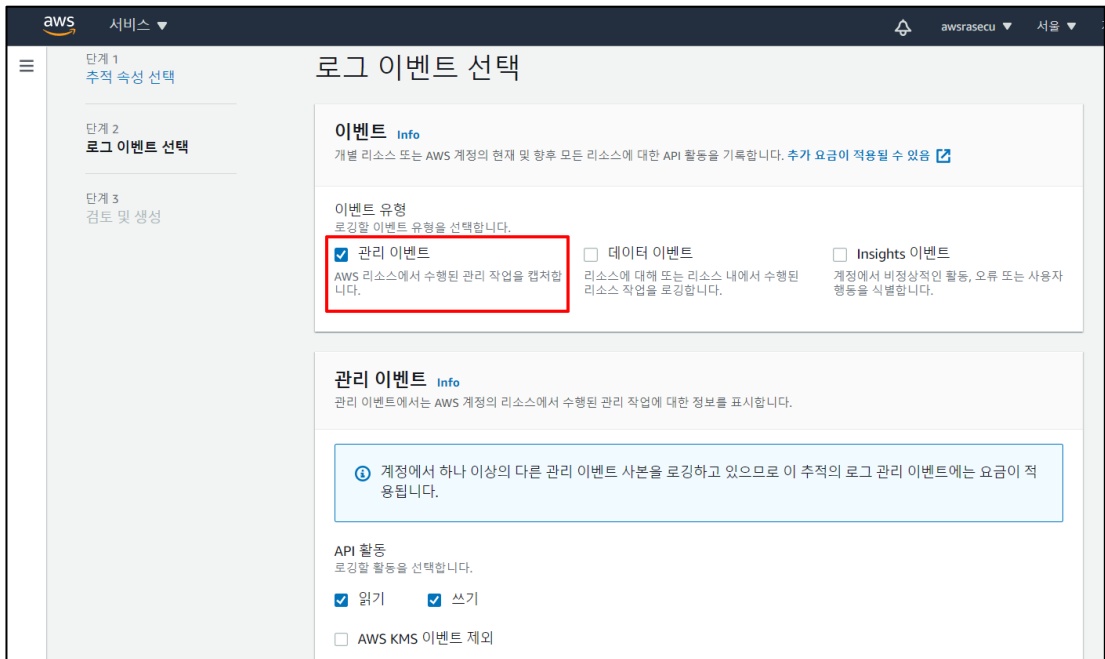 aws 서비스 ▼ awsrasecu ▼ 서울 ▼
단계 1
추적 속성 선택
단계 2
로그 이벤트 선택
단계 3
검토 및 생성
로그 이벤트 선택
이벤트 Info
개별 리소스 또는 AWS 계정의 현재 및 향후 모든 리소스에 대한 API 활동을 기록합니다. 추가 요금이 적용될 수 있음
이벤트 유형
로깅할 이벤트 유형을 선택합니다.
관리 이벤트
AWS 리소스에서 수행된 관리 작업을 캡처합
니다.
데이터 이벤트
리소스에 대해 또는 리소스 내에서 수행된
리소스 작업을 로깅합니다.
Insights 이벤트
계정에서 비정상적인 활동, 오류 또는 사용자
행동을 식별합니다.
관리 이벤트 Info
관리 이벤트에서는 AWS 계정의 리소스에서 수행된 관리 작업에 대한 정보를 표시합니다.
계정에서 하나 이상의 다른 관리 이벤트 사본을 로깅하고 있으므로 이 추적의 로그 관리 이벤트에는 요금이 적
용됩니다.
API 활동
로깅할 활동을 선택합니다.
읽기 쓰기
AWS KMS 이벤트 제외